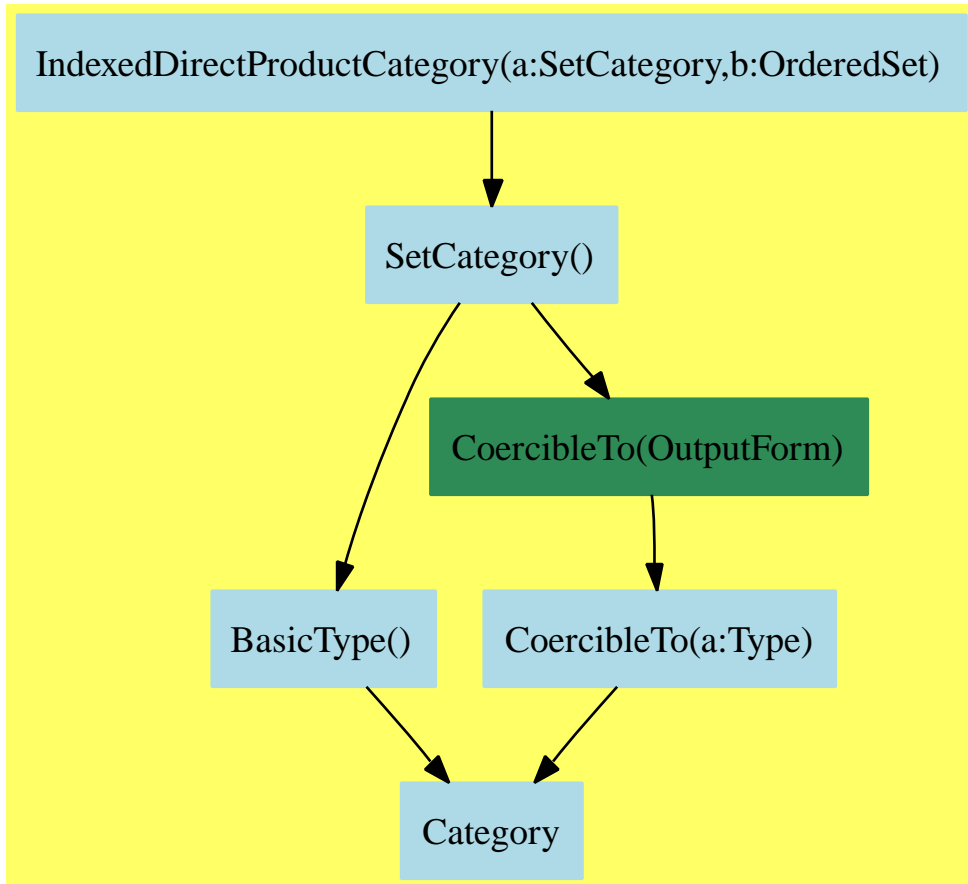 IndexedDirectProductCategory(a:SetCategory,b:OrderedSet)
SetCategory()
CoercibleTo(OutputForm)
BasicType()
CoercibleTo(a:Type)
Category